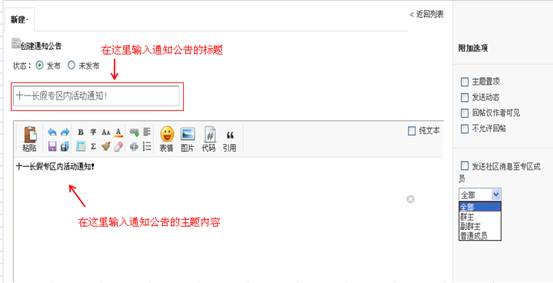 新建·
< 返回列表
创建通知公告
在这里输入通知公告的标题
状态： 发布 未发布
十一长假专区内活动通知！
粘贴
B 字 A A
Σ
表情 图片 代码 引用
纯文本
十一长假专区内活动通知！
在这里输入通知公告的主题内容
附加选项
主题置顶
发送动态
回帖仅作者可见
不允许回帖
发送社区消息至专区成
员
全部
全部
群主
副群主
普通成员